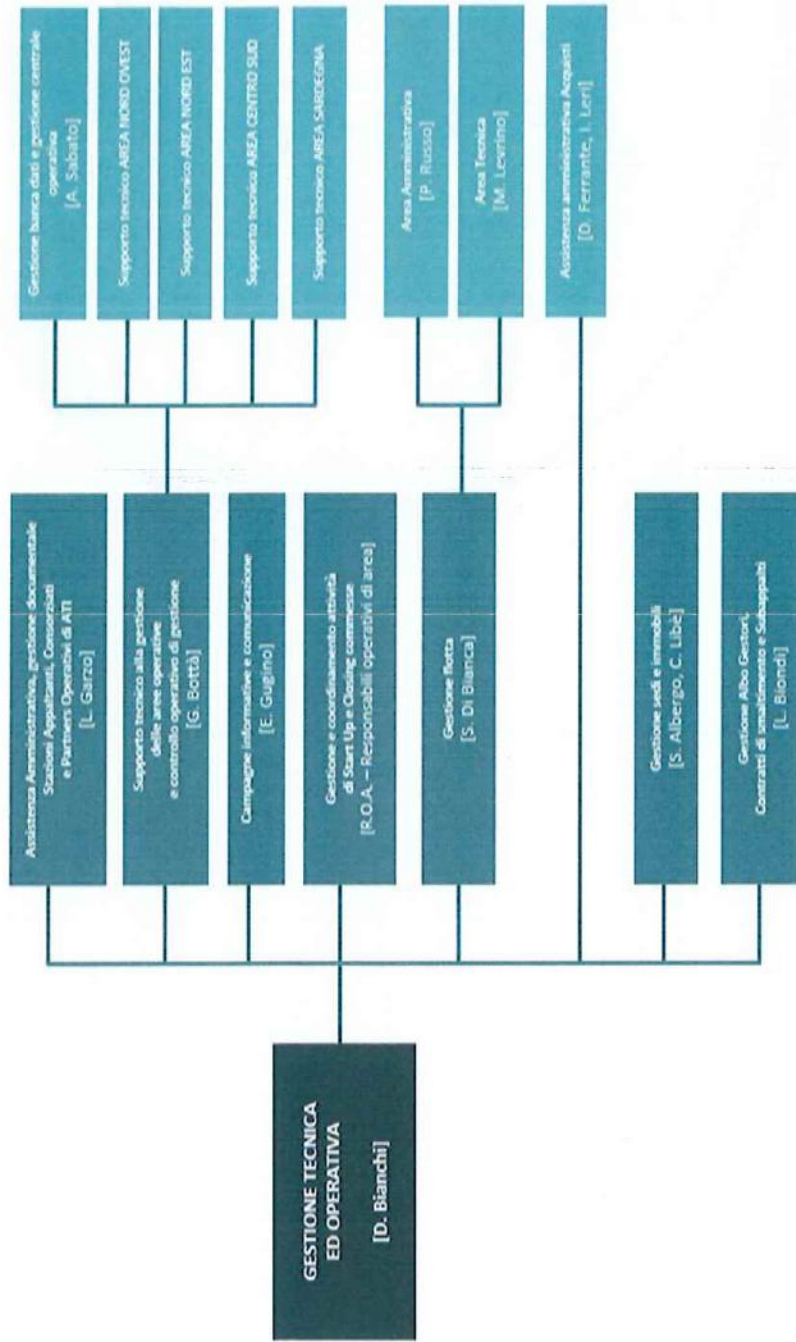 GESTIONE TECNICA
ED OPERATIVA
[D. Bianchi]
Assistenza Amministrativa, gestione documentale
Stazioni Appaltanti, Consorziati
e Partners Operativi di ATI
[L. Garzo]
Supporto tecnico alla gestione
delle aree operative
e controllo operativo di gestione
[G. Bottà]
Campagne informative e comunicazione
[E. Gugino]
Gestione e coordinamento attività
di Start Up e Closing commesse
[R.O.A. – Responsabili operativi di area]
Gestione flotta
[S. Di Bianca]
Gestione sedi e immobili
[S. Albergo, C. Libè]
Gestione Albo Gestori,
Contratti di smaltimento e Subappalti
[L. Biondi]
Gestione banca dati e gestione centrale
operativa
[A. Sabato]
Supporto tecnico AREA NORD OVEST
Supporto tecnico AREA NORD EST
Supporto tecnico AREA CENTRO SUD
Supporto tecnico AREA SARDEGNA
Area Amministrativa
[P. Russo]
Area Tecnica
[M. Levrino]
Assistenza amministrativa Acquisti
[D. Ferrante, I. Leri]